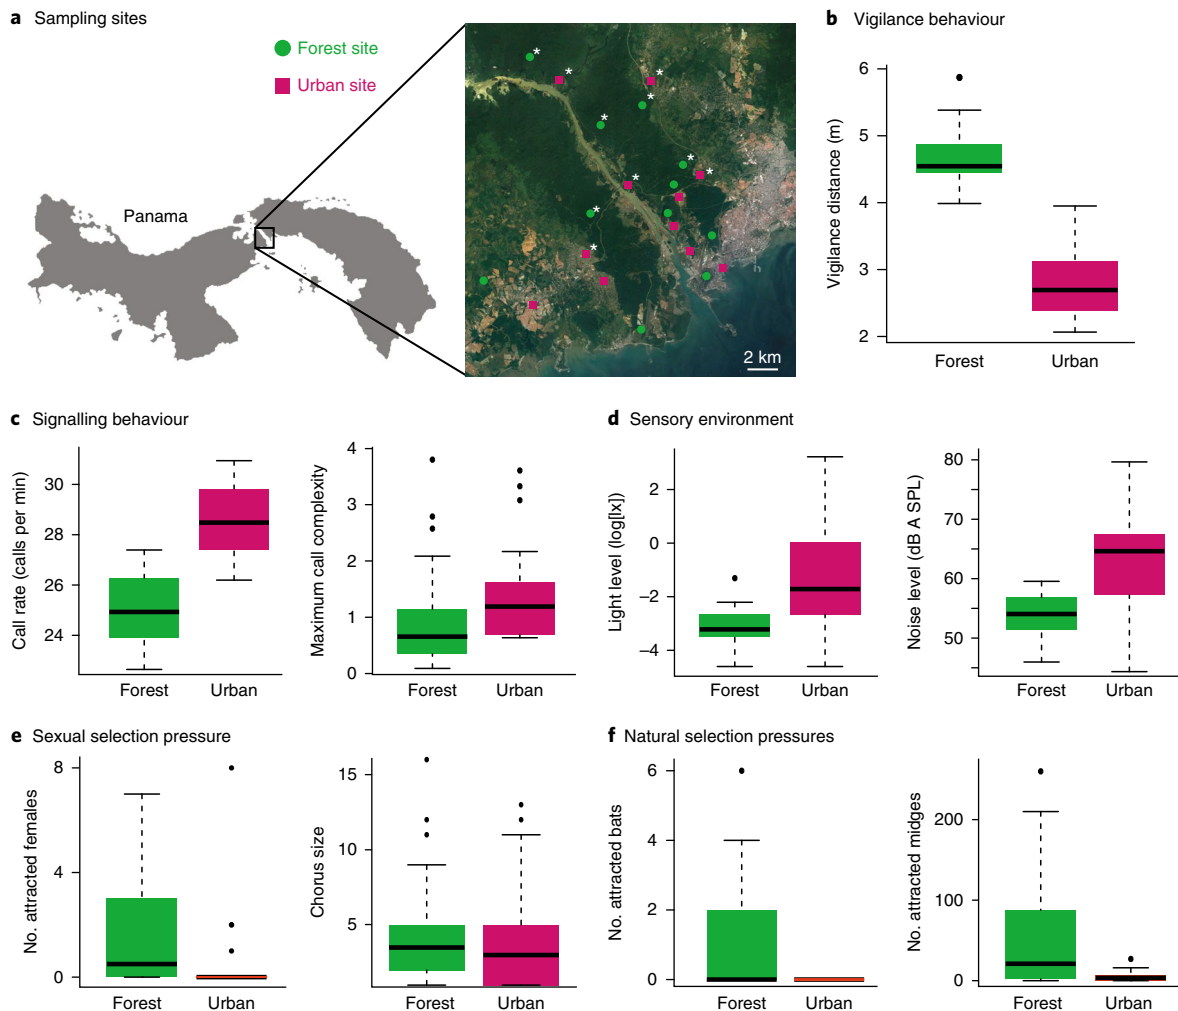 a Sampling sites
Forest site
Urban site
Panama
*
*
*
*
*
*
*
*
*
*
2 km
b Vigilance behaviour
Vigilance distance (m)
6
5
4
3
2
Forest Urban
c Signalling behaviour
Call rate (calls per min)
30
28
26
24
Forest Urban
Maximum call complexity
4
3
2
1
0
Forest Urban
d Sensory environment
Light level (log[lx])
2
0
−2
−4
Forest Urban
Noise level (dB A SPL)
80
70
60
50
Forest Urban
e Sexual selection pressure
No. attracted females
8
4
0
Forest Urban
Chorus size
15
10
5
Forest Urban
f Natural selection pressures
No. attracted bats
6
4
2
0
Forest Urban
No. attracted midges
200
100
0
Forest Urban